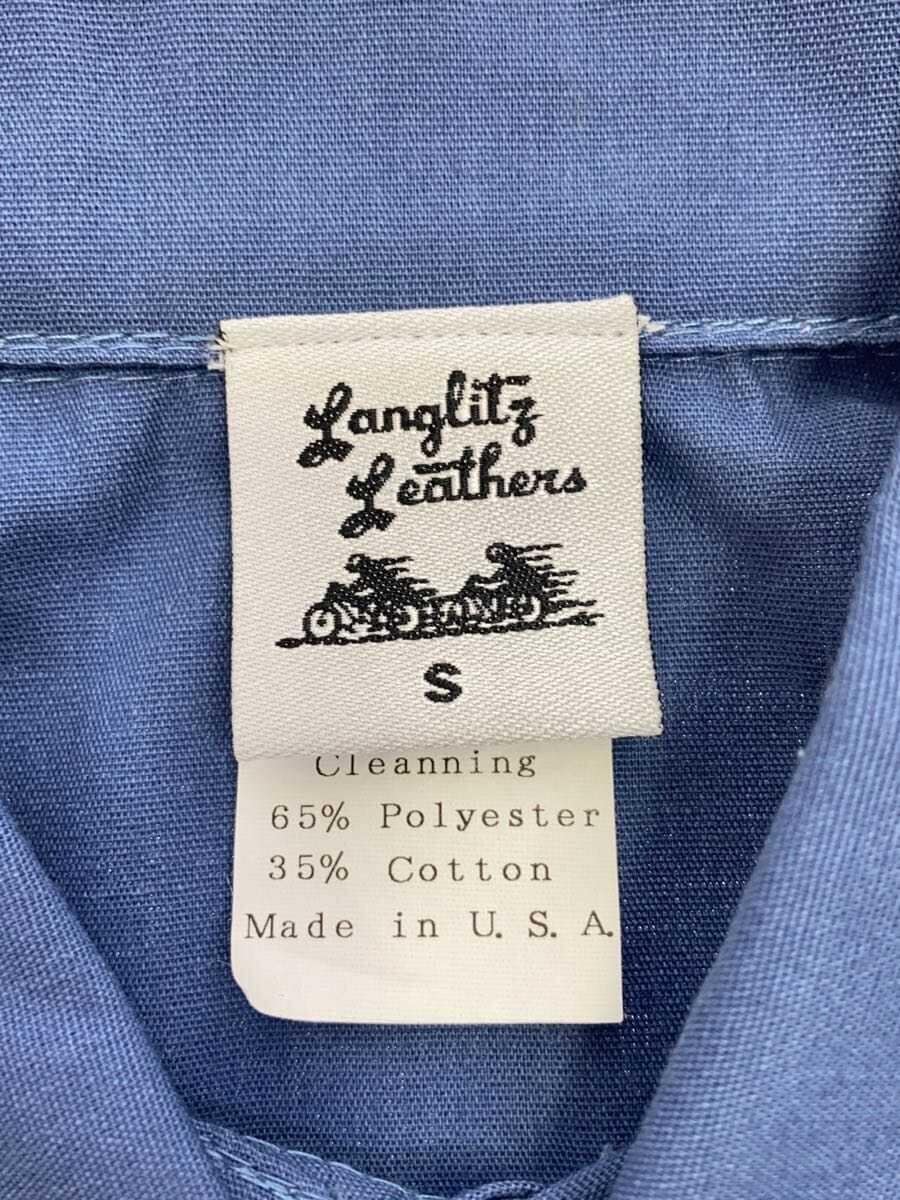 Langlitz
Leathers
S
Cleanning
65% Polyester
35% Cotton
Made in U. S. A.